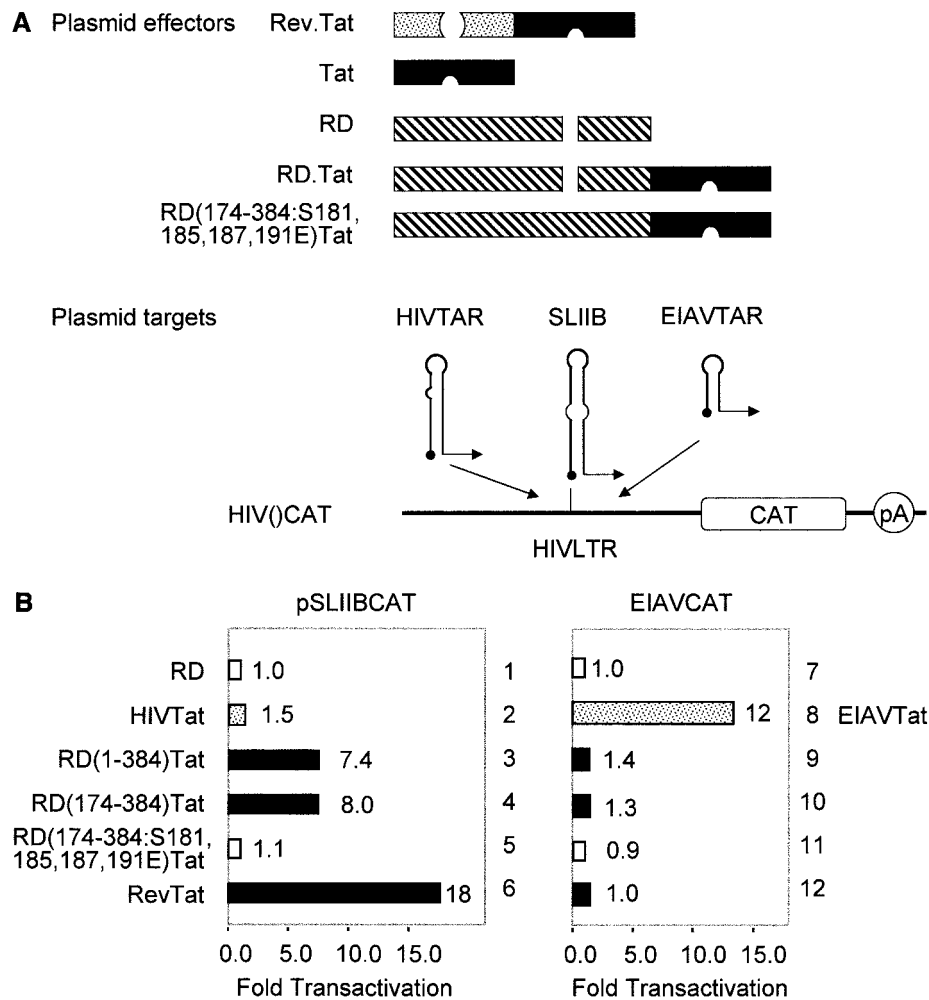 A Plasmid effectors Rev.Tat
Tat
RD
RD.Tat
RD(174-384:S181,
185,187,191E)Tat
Plasmid targets HIVTAR SLIIB EIAVTAR
HIV()CAT CAT pA
HIVLTR
B pSLIIBCAT EIAVCAT
RD 1.0 1 1.0 7
HIVTat 1.5 2 12 8 EIAVTat
RD(1-384)Tat 7.4 3 1.4 9
RD(174-384)Tat 8.0 4 1.3 10
RD(174-384:S181,
185,187,191E)Tat 1.1 5 0.9 11
RevTat 18 6 1.0 12
0.0 5.0 10.0 15.0 0.0 5.0 10.0 15.0
Fold Transactivation Fold Transactivation